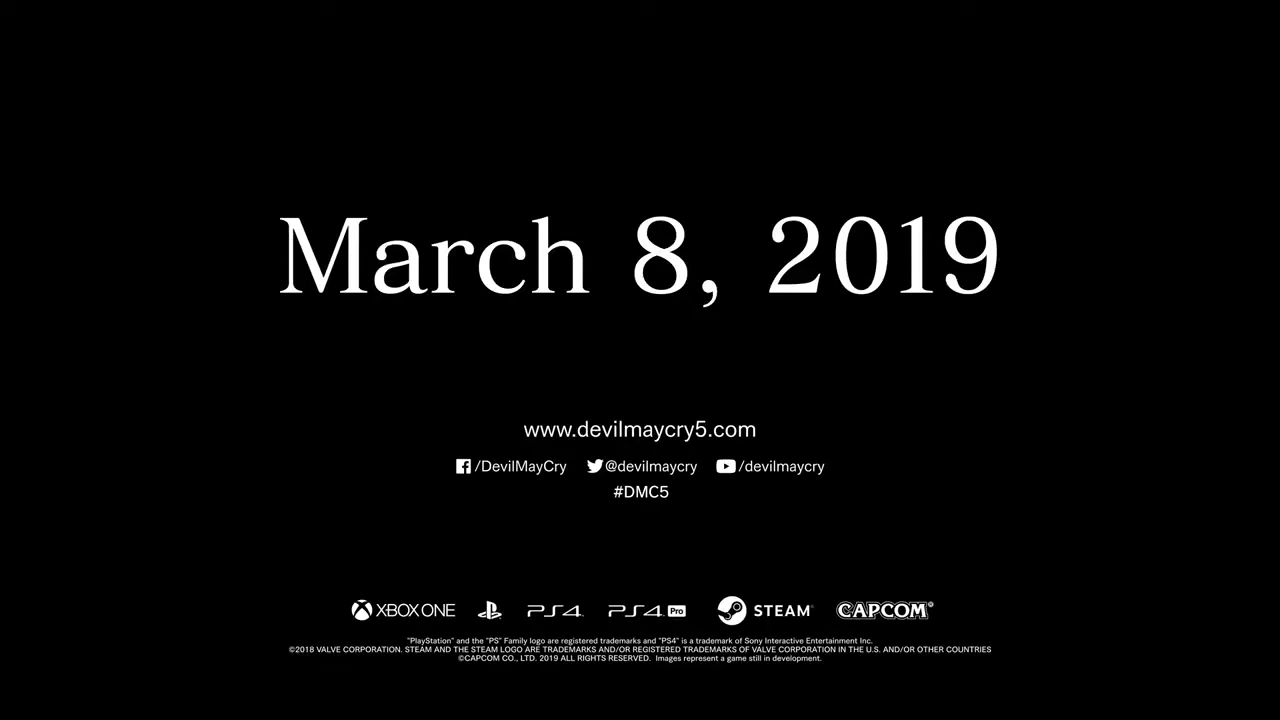 March 8, 2019
www.devilmaycry5.com
/DevilMayCry @devilmaycry /devilmaycry
#DMC5
XBOX ONE PS4 PS4 Pro STEAM CAPCOM
"PlayStation" and the "PS" Family logo are registered trademarks and "PS4" is a trademark of Sony Interactive Entertainment Inc.
©2018 VALVE CORPORATION. STEAM AND THE STEAM LOGO ARE TRADEMARKS AND/OR REGISTERED TRADEMARKS OF VALVE CORPORATION IN THE U.S. AND/OR OTHER COUNTRIES
©CAPCOM CO., LTD. 2019 ALL RIGHTS RESERVED. Images represent a game still in development.